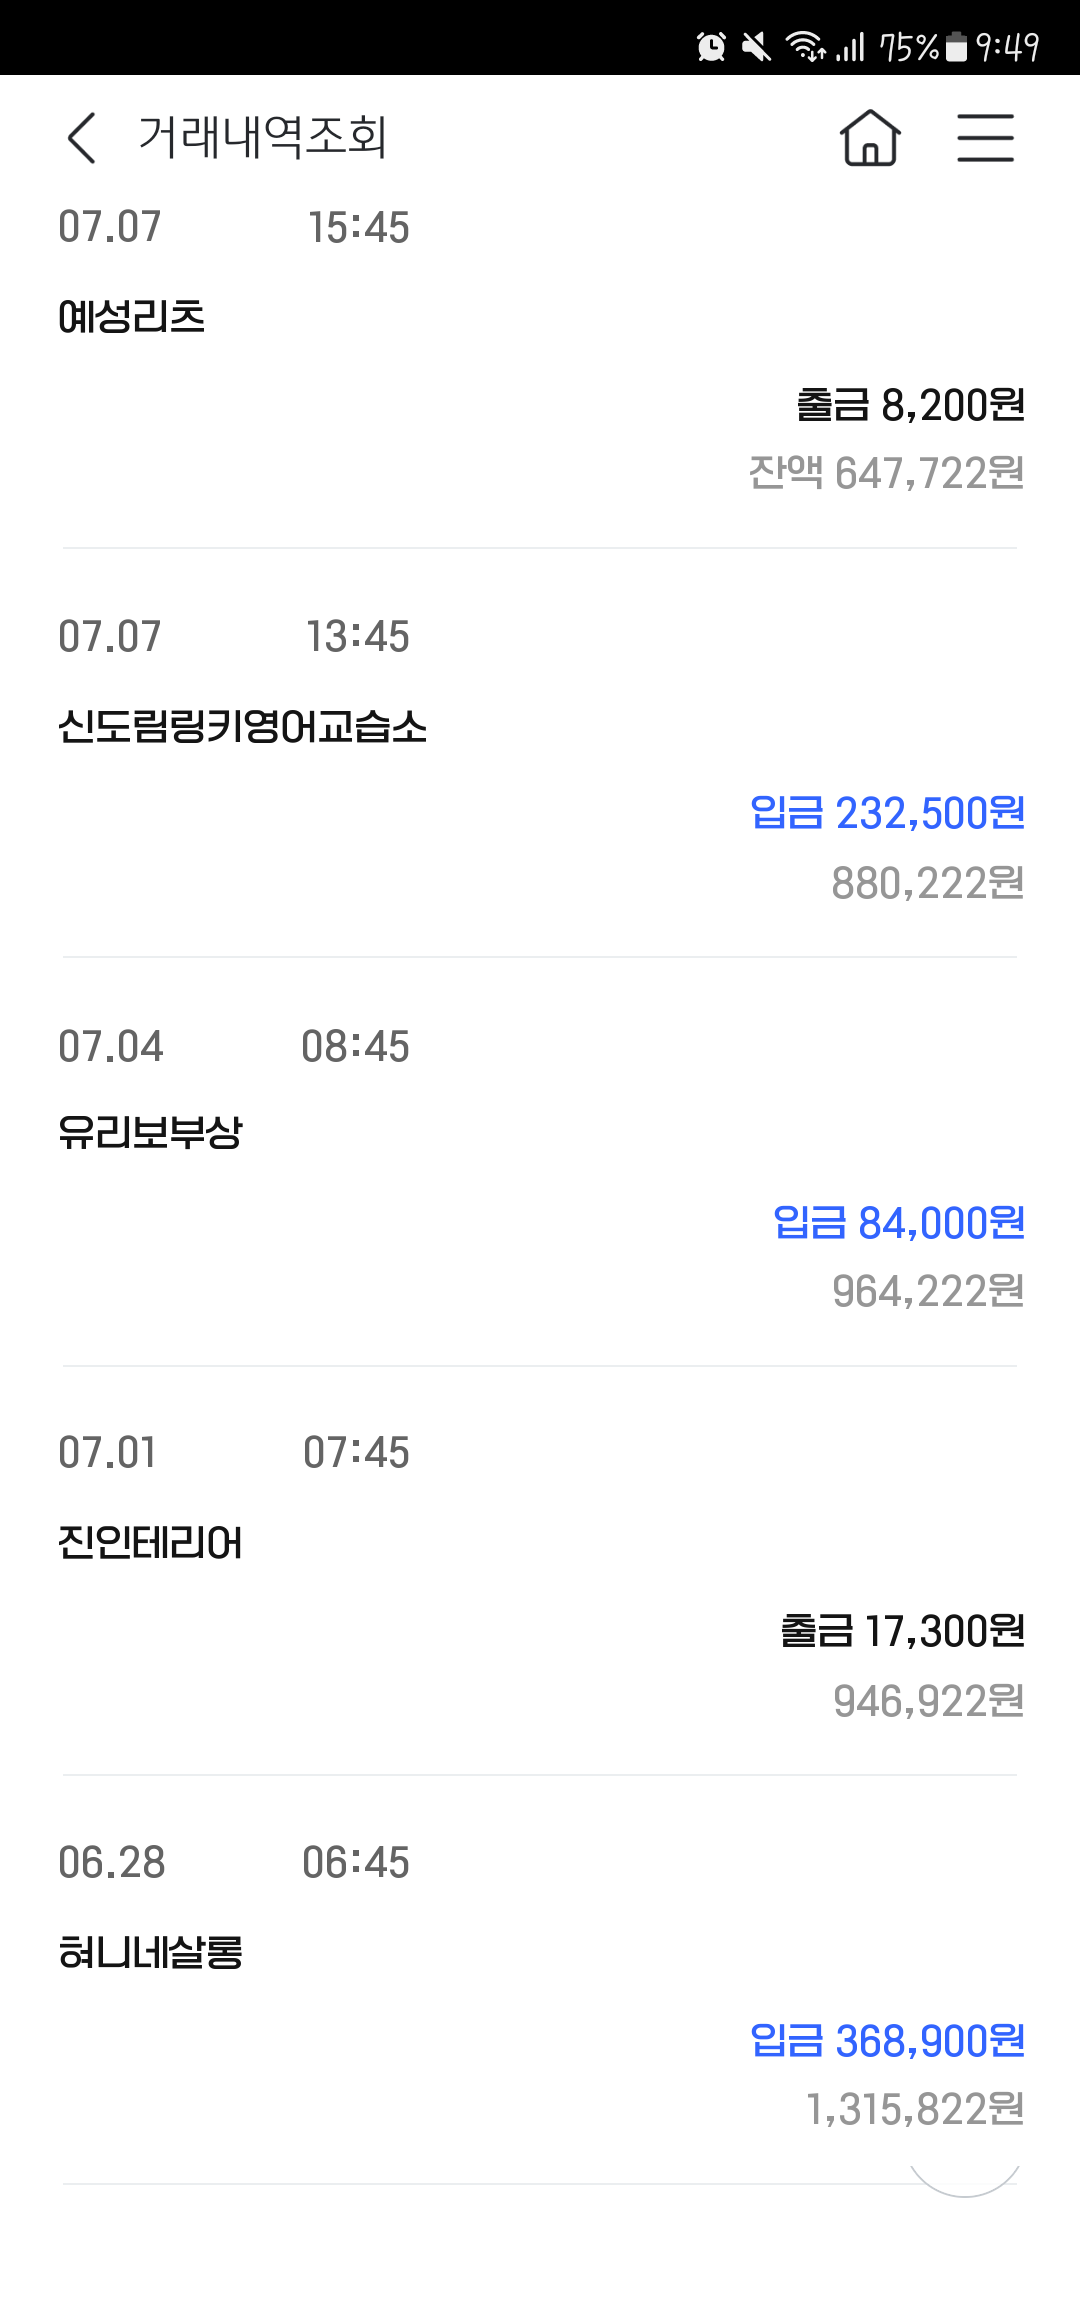 75% 9:49
거래내역조회
07.07 15:45
예성리츠
출금 8,200원
잔액 647,722원
07.07 13:45
신도림링키영어교습소
입금 232,500원
880,222원
07.04 08:45
유리보부상
입금 84,000원
964,222원
07.01 07:45
진인테리어
출금 17,300원
946,922원
06.28 06:45
혀니네살롱
입금 368,900원
1,315,822원